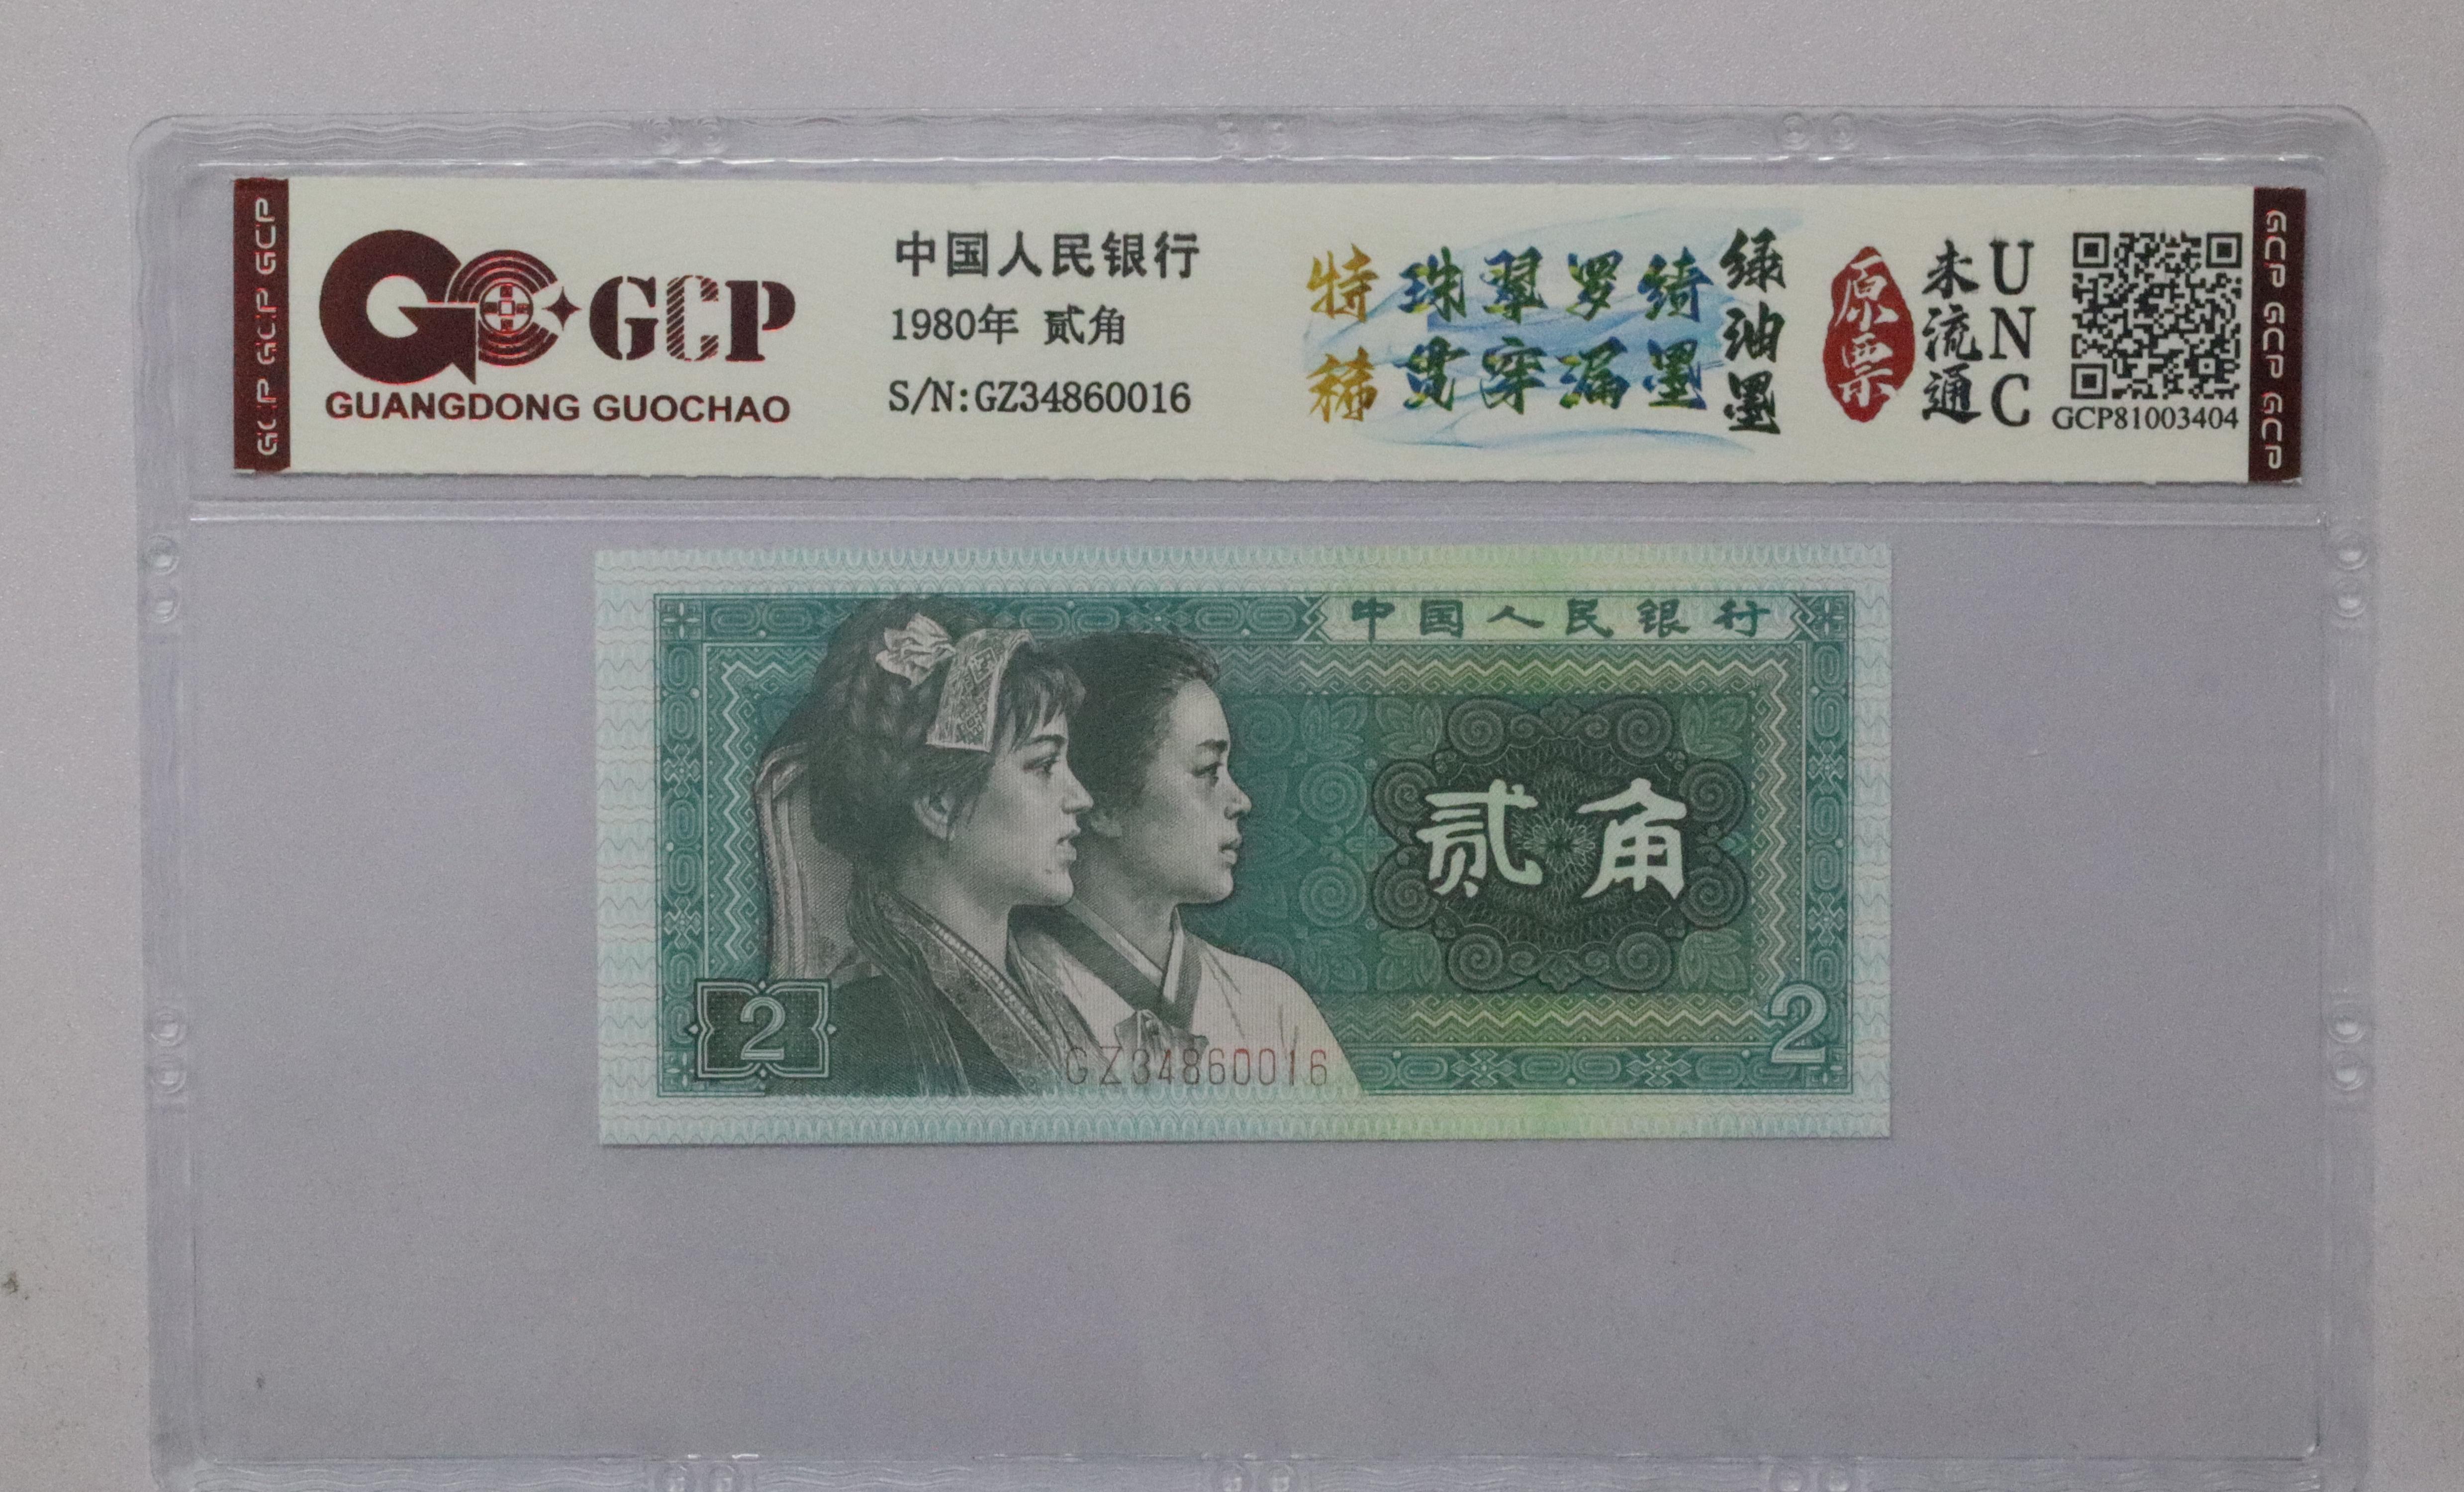 GCP GCP GCP
GCP
GUANGDONG GUOCHAO
中国人民银行
1980年 贰角
S/N:GZ34860016
特稀
珠翠罗绮
贯穿漏墨
绿油墨
原票
未流通
UNC
GCP81003404
GCP GCP GCP
中国人民银行
贰角
2
GZ34860016
2